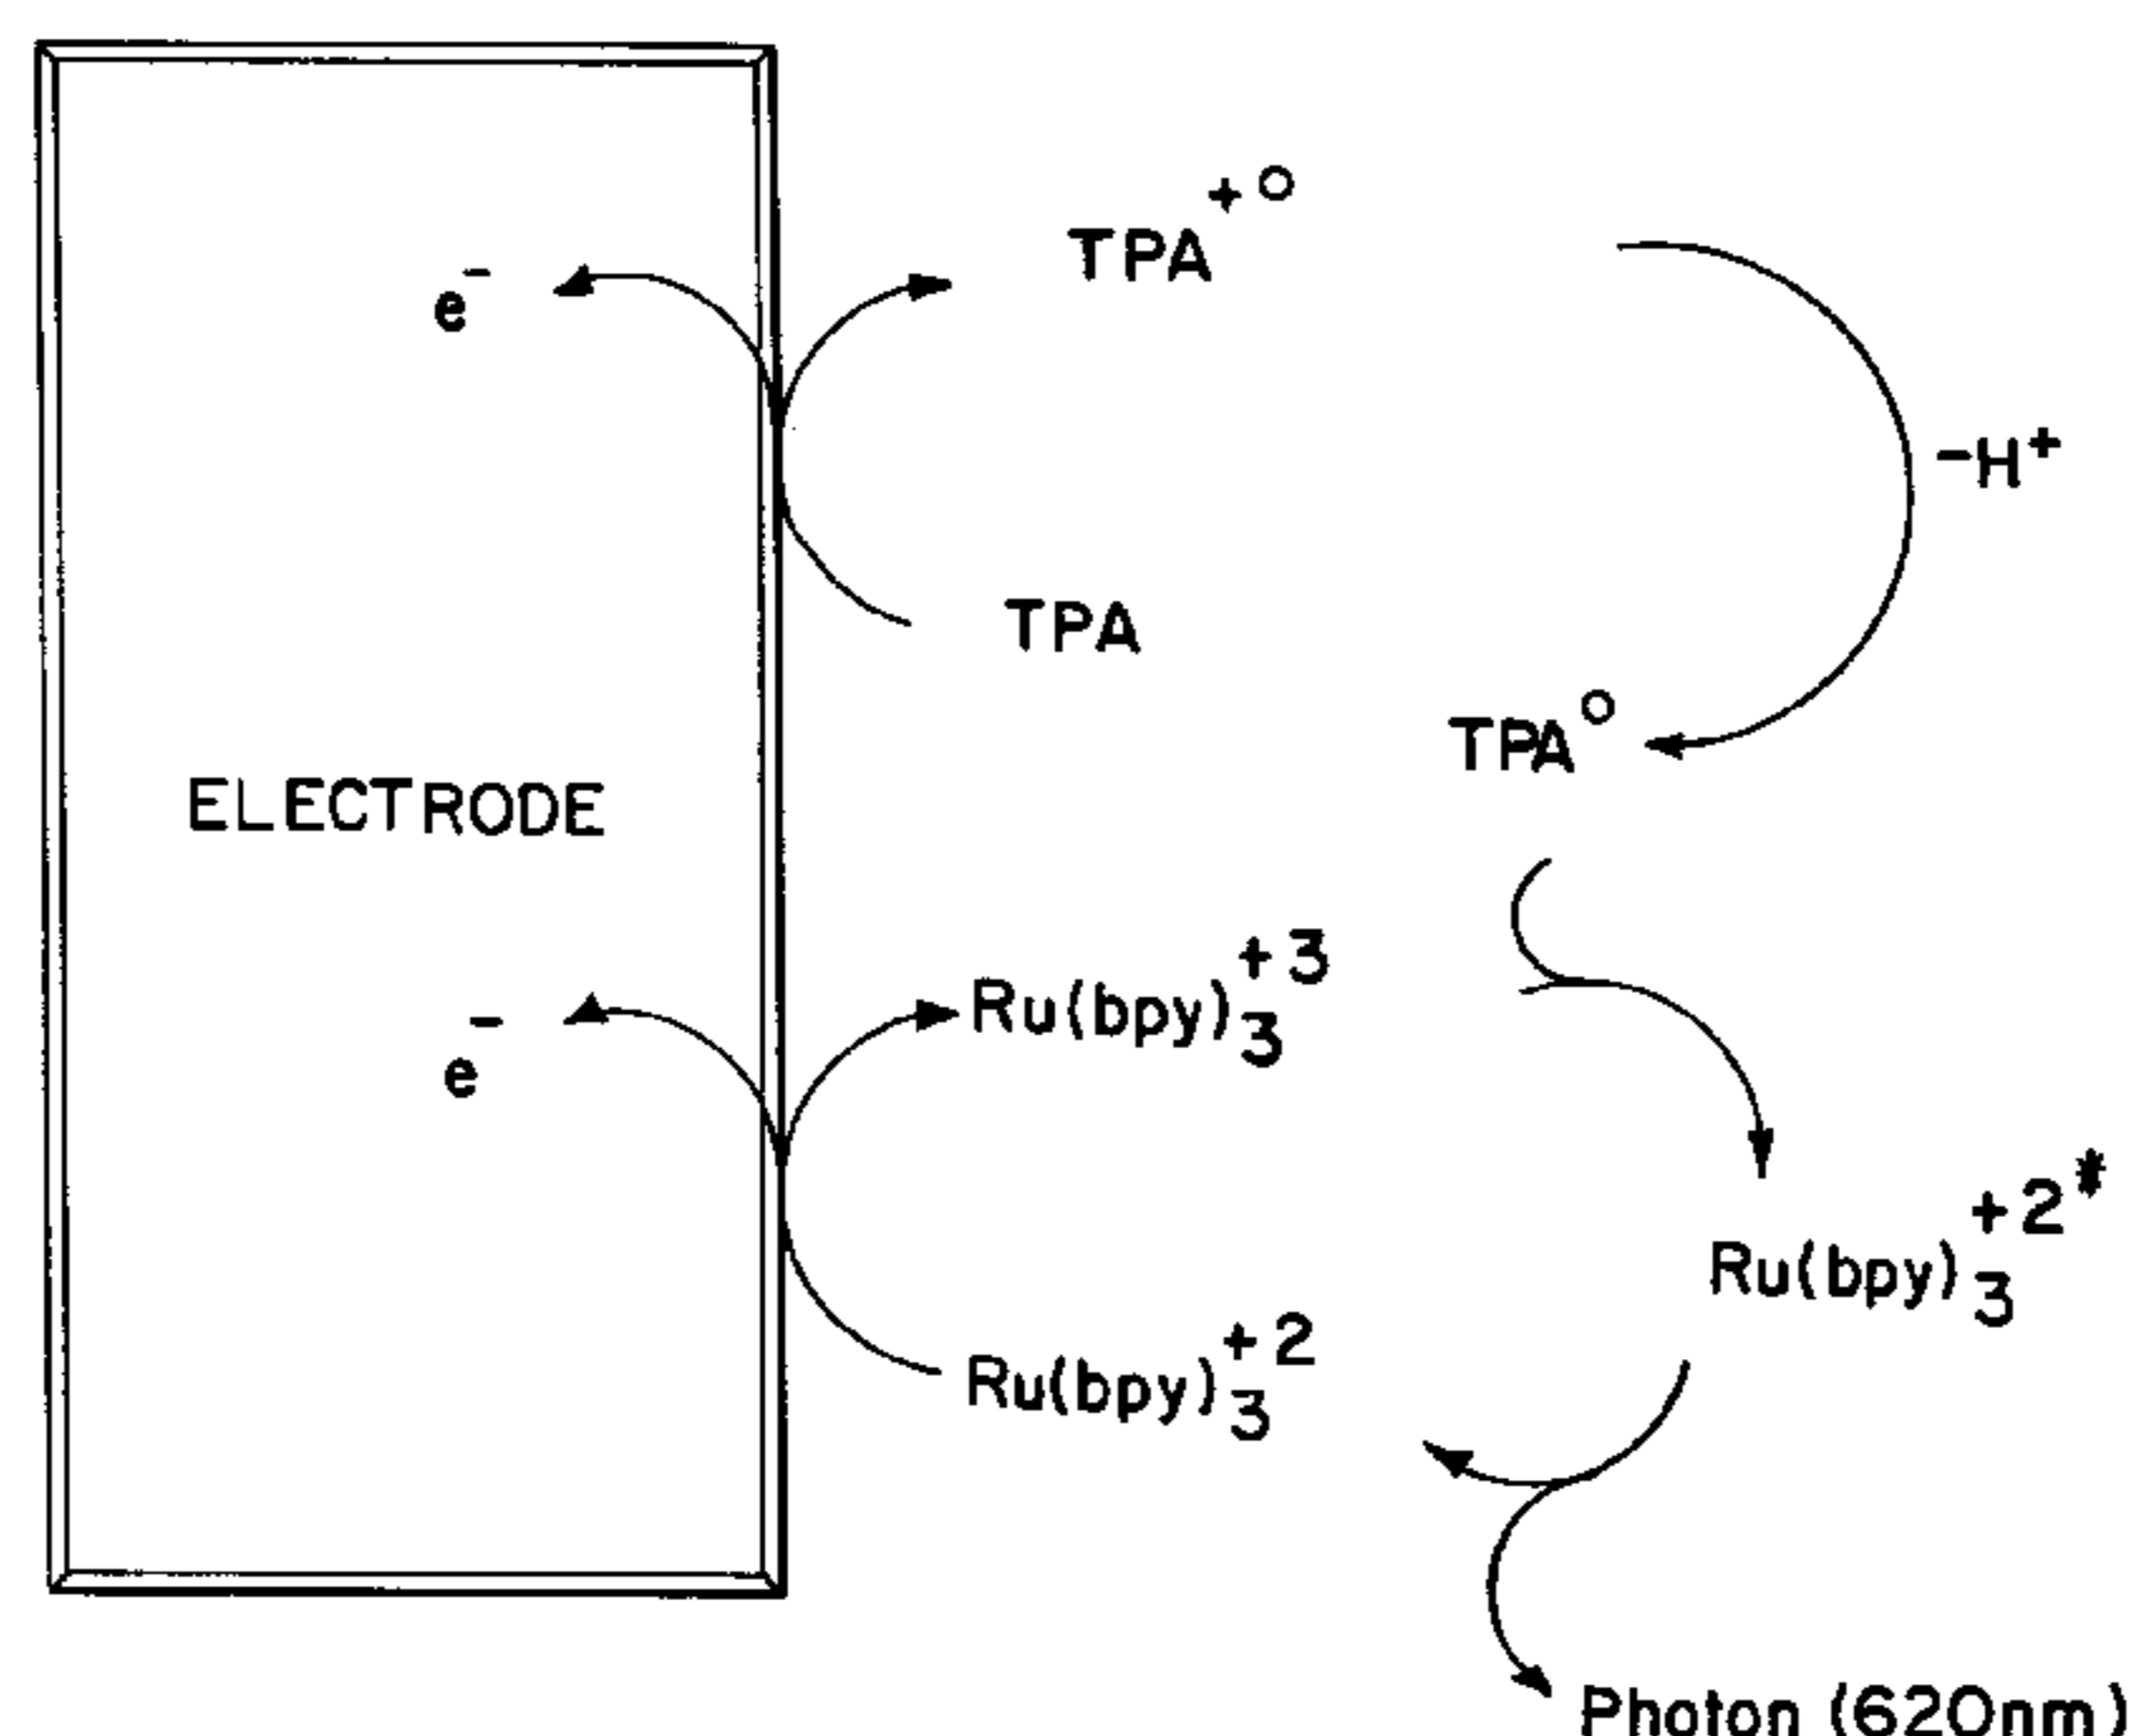 TPA+°
e-
-H+
TPA
TPA°
ELECTRODE
Ru(bpy)3+3
e-
Ru(bpy)3+2*
Ru(bpy)3+2
Photon (620nm)